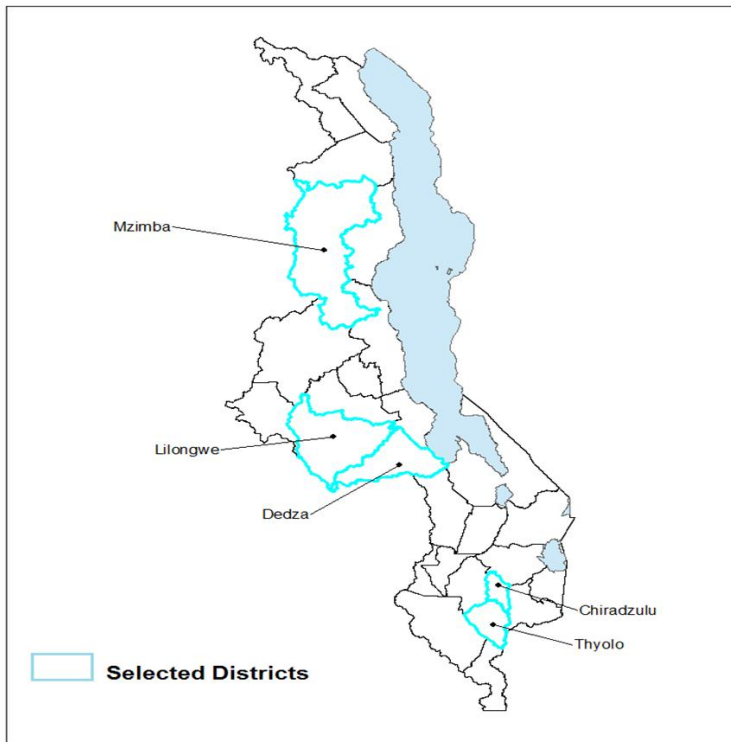 Mzimba
Lilongwe
Dedza
Chiradzulu
Thyolo
Selected Districts